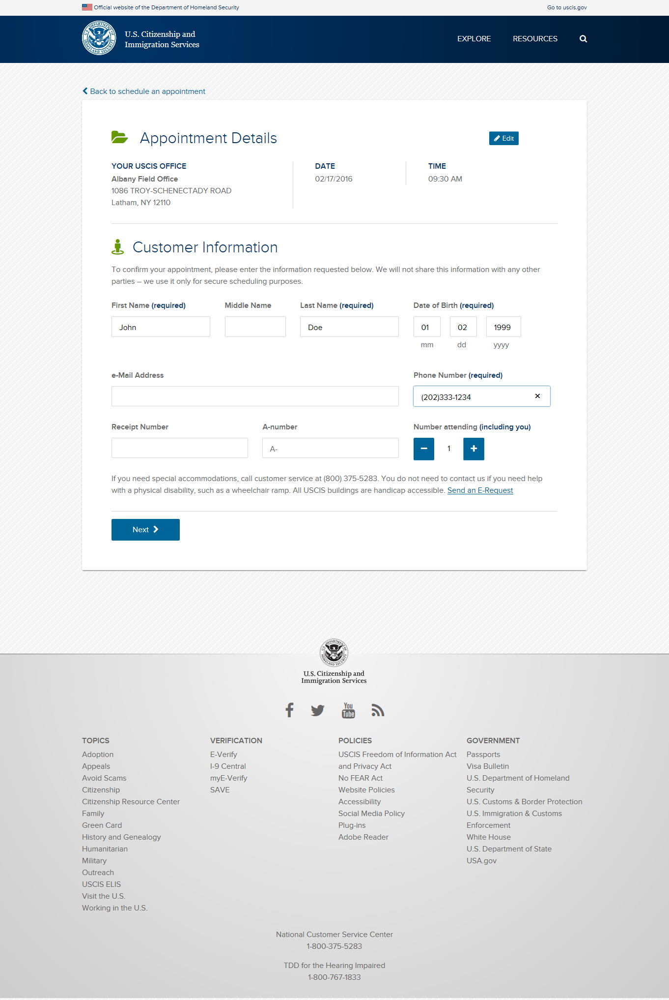 Official website of the Department of Homeland Security
Go to uscis.gov
U.S. Citizenship and
Immigration Services
EXPLORE
RESOURCES
Back to schedule an appointment
Appointment Details
Edit
YOUR USCIS OFFICE
Albany Field Office
1086 TROY-SCHENECTADY ROAD
Latham, NY 12110
DATE
02/17/2016
TIME
09:30 AM
Customer Information
To confirm your appointment, please enter the information requested below. We will not share this information with any other
parties – we use it only for secure scheduling purposes.
First Name (required)
Middle Name
Last Name (required)
Date of Birth (required)
John
Doe
01
02
1999
mm
dd
yyyy
e-Mail Address
Phone Number (required)
(202)333-1234
Receipt Number
A-number
Number attending (including you)
A-
1
If you need special accommodations, call customer service at (800) 375-5283. You do not need to contact us if you need help
with a physical disability, such as a wheelchair ramp. All USCIS buildings are handicap accessible. Send an E-Request
Next
U.S. DEPARTMENT OF HOMELAND SECURITY
U.S. Citizenship and
Immigration Services
You
Tube
TOPICS
Adoption
Appeals
Avoid Scams
Citizenship
Citizenship Resource Center
Family
Green Card
History and Genealogy
Humanitarian
Military
Outreach
USCIS ELIS
Visit the U.S.
Working in the U.S.
VERIFICATION
E-Verify
I-9 Central
myE-Verify
SAVE
POLICIES
USCIS Freedom of Information Act
and Privacy Act
No FEAR Act
Website Policies
Accessibility
Social Media Policy
Plug-ins
Adobe Reader
GOVERNMENT
Passports
Visa Bulletin
U.S. Department of Homeland
Security
U.S. Customs & Border Protection
U.S. Immigration & Customs
Enforcement
White House
U.S. Department of State
USA.gov
National Customer Service Center
1-800-375-5283
TDD for the Hearing Impaired
1-800-767-1833